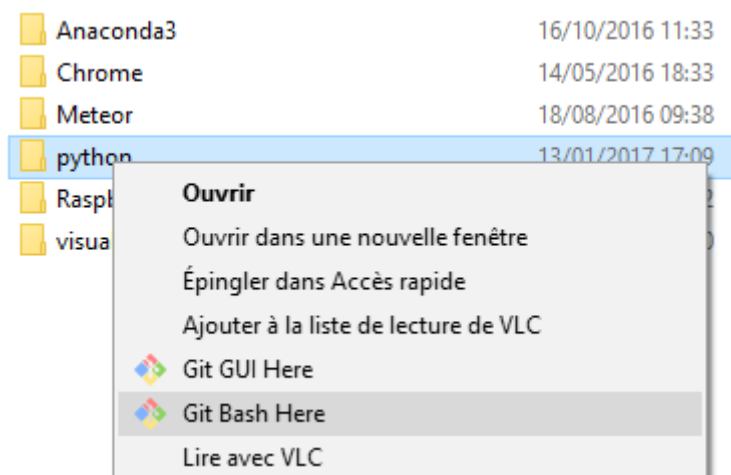 Anaconda3 16/10/2016 11:33
Chrome 14/05/2016 18:33
Meteor 18/08/2016 09:38
python 13/01/2017 17:09
Ouvrir
Ouvrir dans une nouvelle fenêtre
Épingler dans Accès rapide
Ajouter à la liste de lecture de VLC
Git GUI Here
Git Bash Here
Lire avec VLC